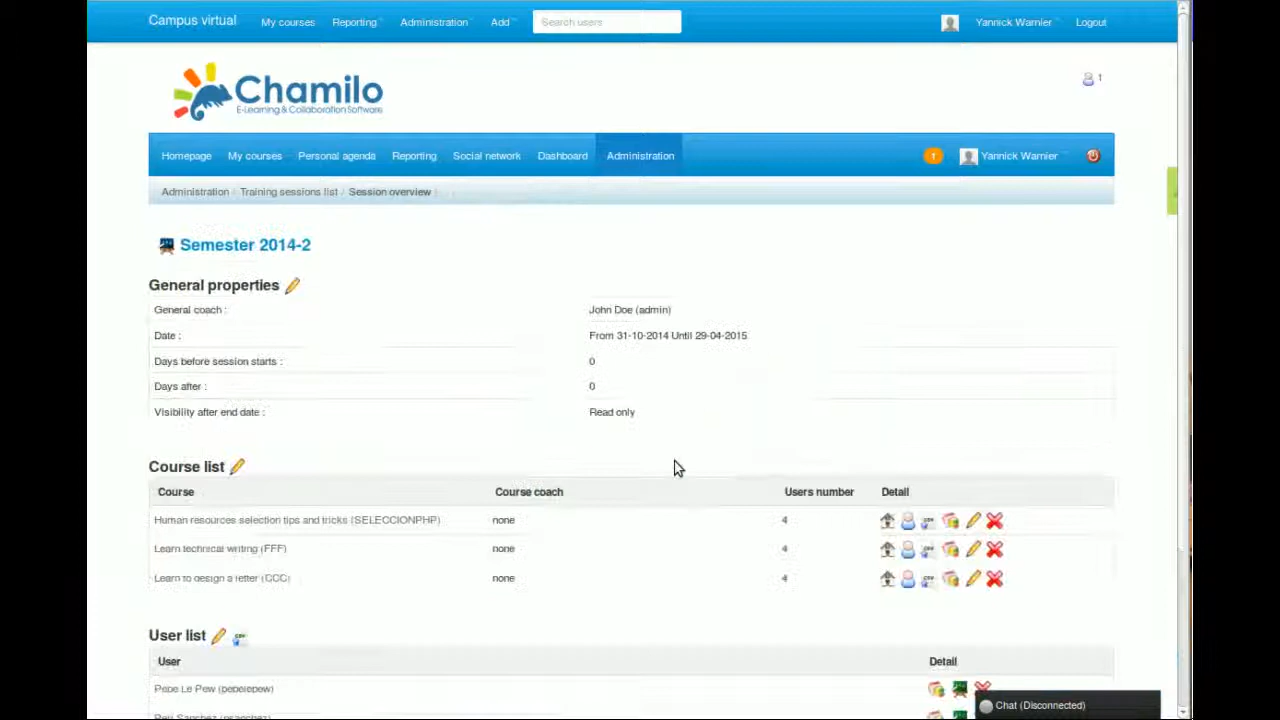 Campus virtual My courses Reporting Administration Add Search users Yannick Warnier Logout
Chamilo
E-Learning & Collaboration Software
1
Homepage My courses Personal agenda Reporting Social network Dashboard Administration 1 Yannick Warnier
Administration / Training sessions list / Session overview
Semester 2014-2
General properties
General coach : John Doe (admin)
Date : From 31-10-2014 Until 29-04-2015
Days before session starts : 0
Days after : 0
Visibility after end date : Read only
Course list
Course Course coach Users number Detail
Human resources selection tips and tricks (SELECCIONPHP) none 4
Learn technical writing (FFF) none 4
Learn to design a letter (CCC) none 4
User list
User Detail
Pepe Le Pew (pepelepew)
Chat (Disconnected)